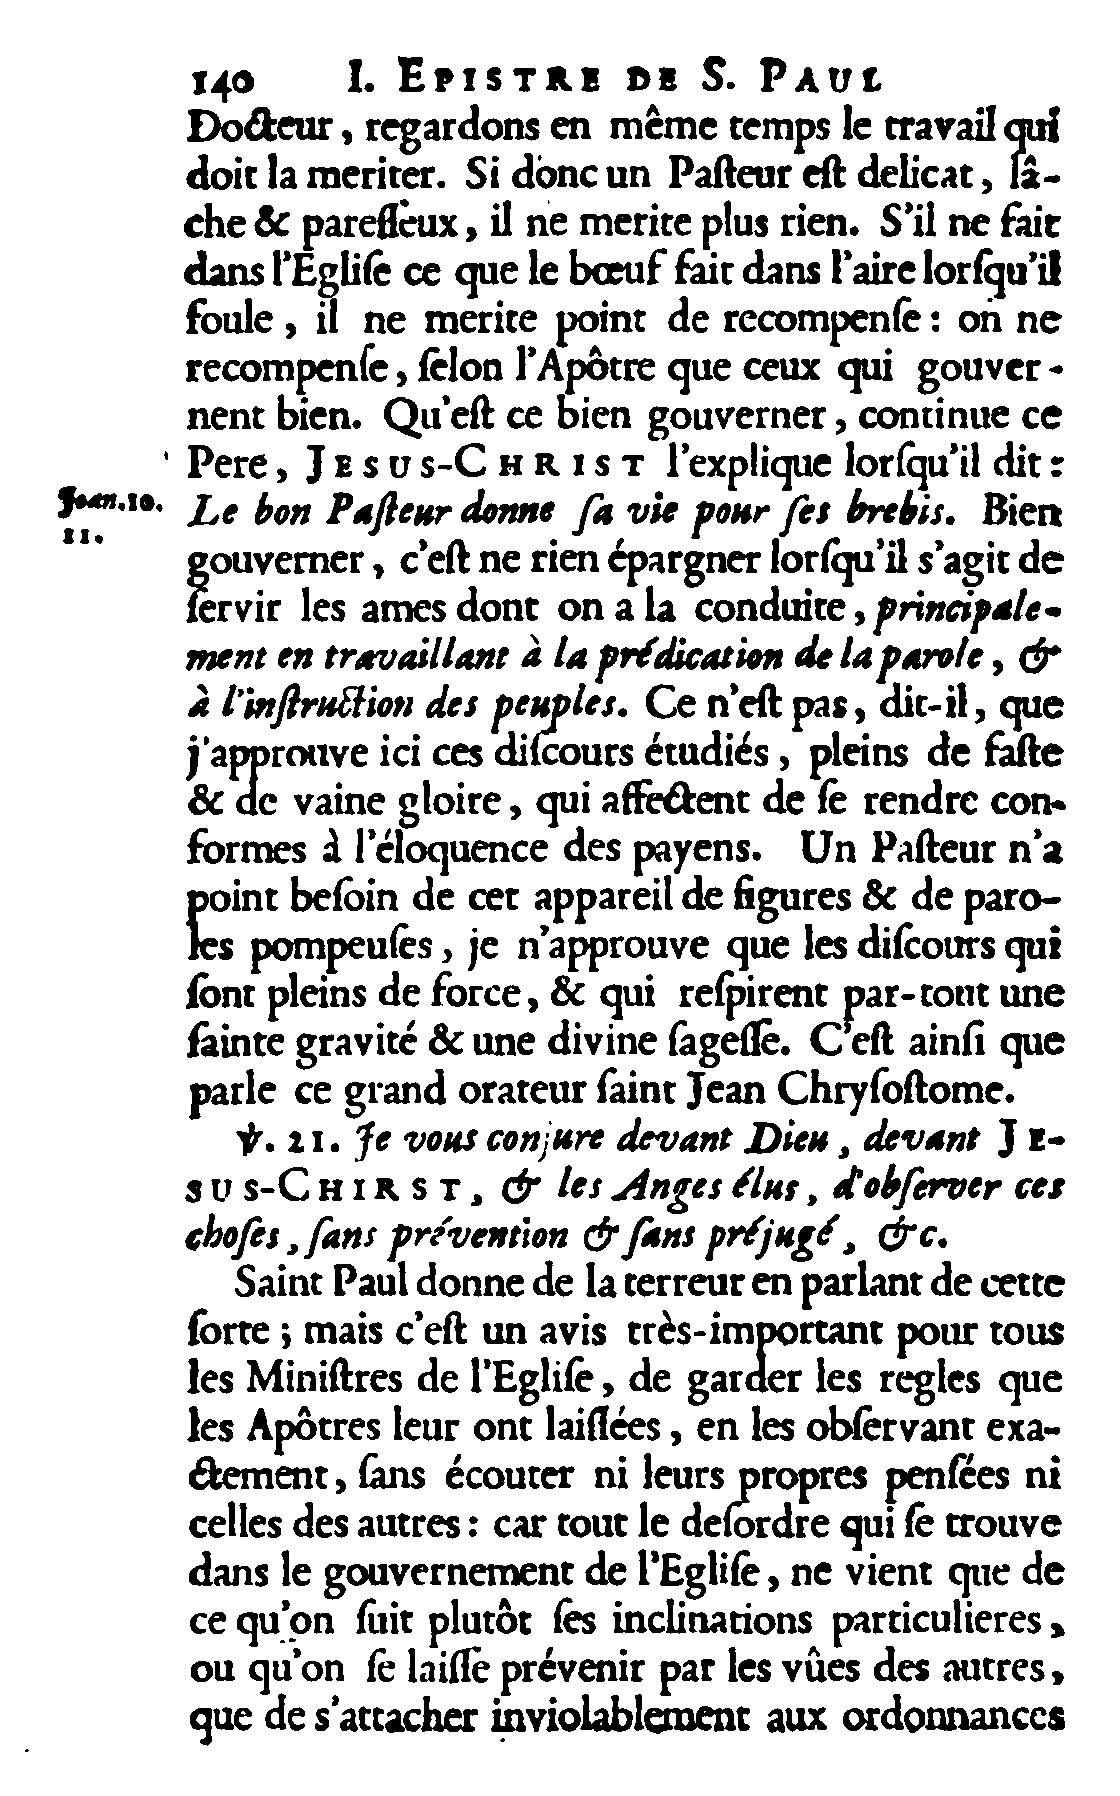 140 I. EPISTRE DE S. PAUL
Docteur, regardons en même temps le travail qui
doit la meriter. Si donc un Paſteur eſt delicat, lâ-
che & pareſſeux, il ne merite plus rien. S'il ne fait
dans l'Egliſe ce que le bœuf fait dans l'aire lorſqu'il
foule, il ne merite point de recompenſe: on ne
recompenſe, ſelon l'Apôtre que ceux qui gouver-
nent bien. Qu'eſt ce bien gouverner, continue ce
Pere, JESUS-CHRIST l'explique lorſqu'il dit:
Joan. 10.
11.
Le bon Paſteur donne ſa vie pour ſes brebis. Bien
gouverner, c'eſt ne rien épargner lorſqu'il s'agit de
ſervir les ames dont on a la conduite, principale-
ment en travaillant à la prédication de la parole, &
à l'inſtruction des peuples. Ce n'eſt pas, dit-il, que
j'approuve ici ces diſcours étudiés, pleins de faſte
& de vaine gloire, qui affectent de ſe rendre con-
formes à l'éloquence des payens. Un Paſteur n'a
point beſoin de cet appareil de figures & de paro-
les pompeuſes, je n'approuve que les diſcours qui
ſont pleins de force, & qui reſpirent par-tout une
ſainte gravité & une divine ſageſſe. C'eſt ainſi que
parle ce grand orateur ſaint Jean Chryſoſtome.
℣. 21. Je vous conjure devant Dieu, devant JE-
SUS-CHIRST, & les Anges élus, d'obſerver ces
choſes, ſans prévention & ſans préjugé, &c.
Saint Paul donne de la terreur en parlant de cette
ſorte; mais c'eſt un avis très-important pour tous
les Miniſtres de l'Egliſe, de garder les regles que
les Apôtres leur ont laiſſées, en les obſervant exa-
ctement, ſans écouter ni leurs propres penſées ni
celles des autres: car tout le deſordre qui ſe trouve
dans le gouvernement de l'Egliſe, ne vient que de
ce qu'on ſuit plutôt ſes inclinations particulieres,
ou qu'on ſe laiſſe prévenir par les vûes des autres,
que de s'attacher inviolablement aux ordonnances